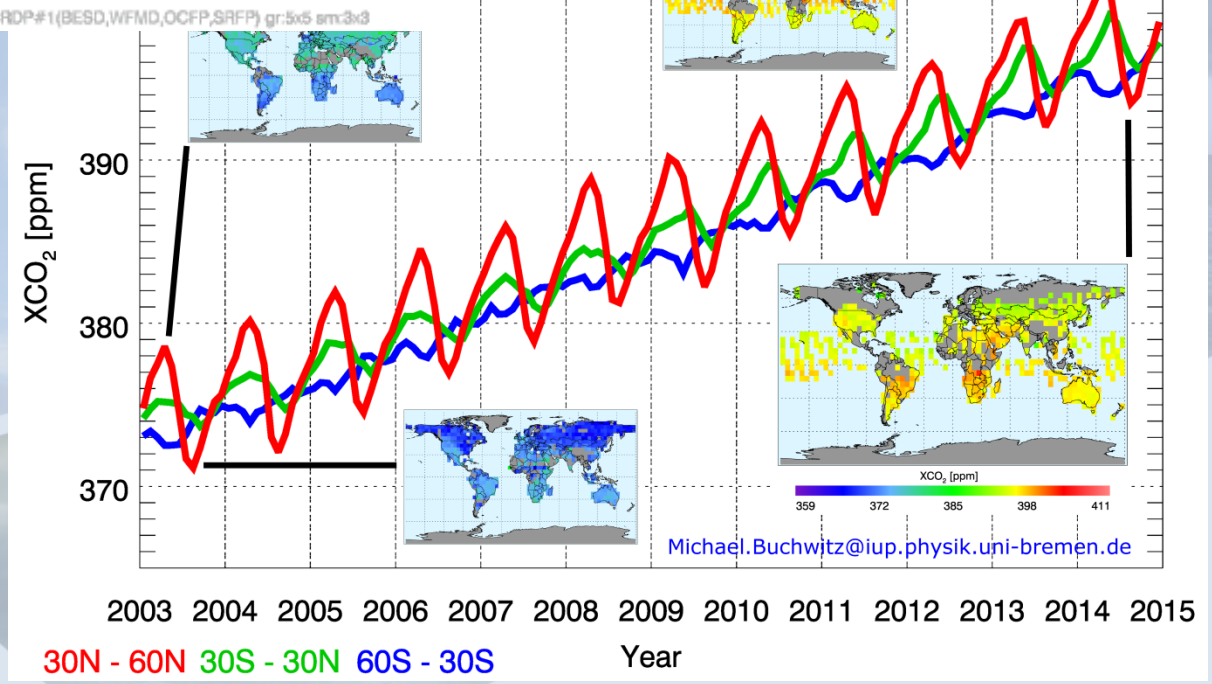 RDP#1(BESD,WFMD,OCFP,SRFP) gr:5x5 sm:3x3
XCO₂ [ppm]
390
380
370
XCO₂ [ppm]
359 372 385 398 411
Michael.Buchwitz@iup.physik.uni-bremen.de
2003 2004 2005 2006 2007 2008 2009 2010 2011 2012 2013 2014 2015
Year
30N - 60N 30S - 30N 60S - 30S